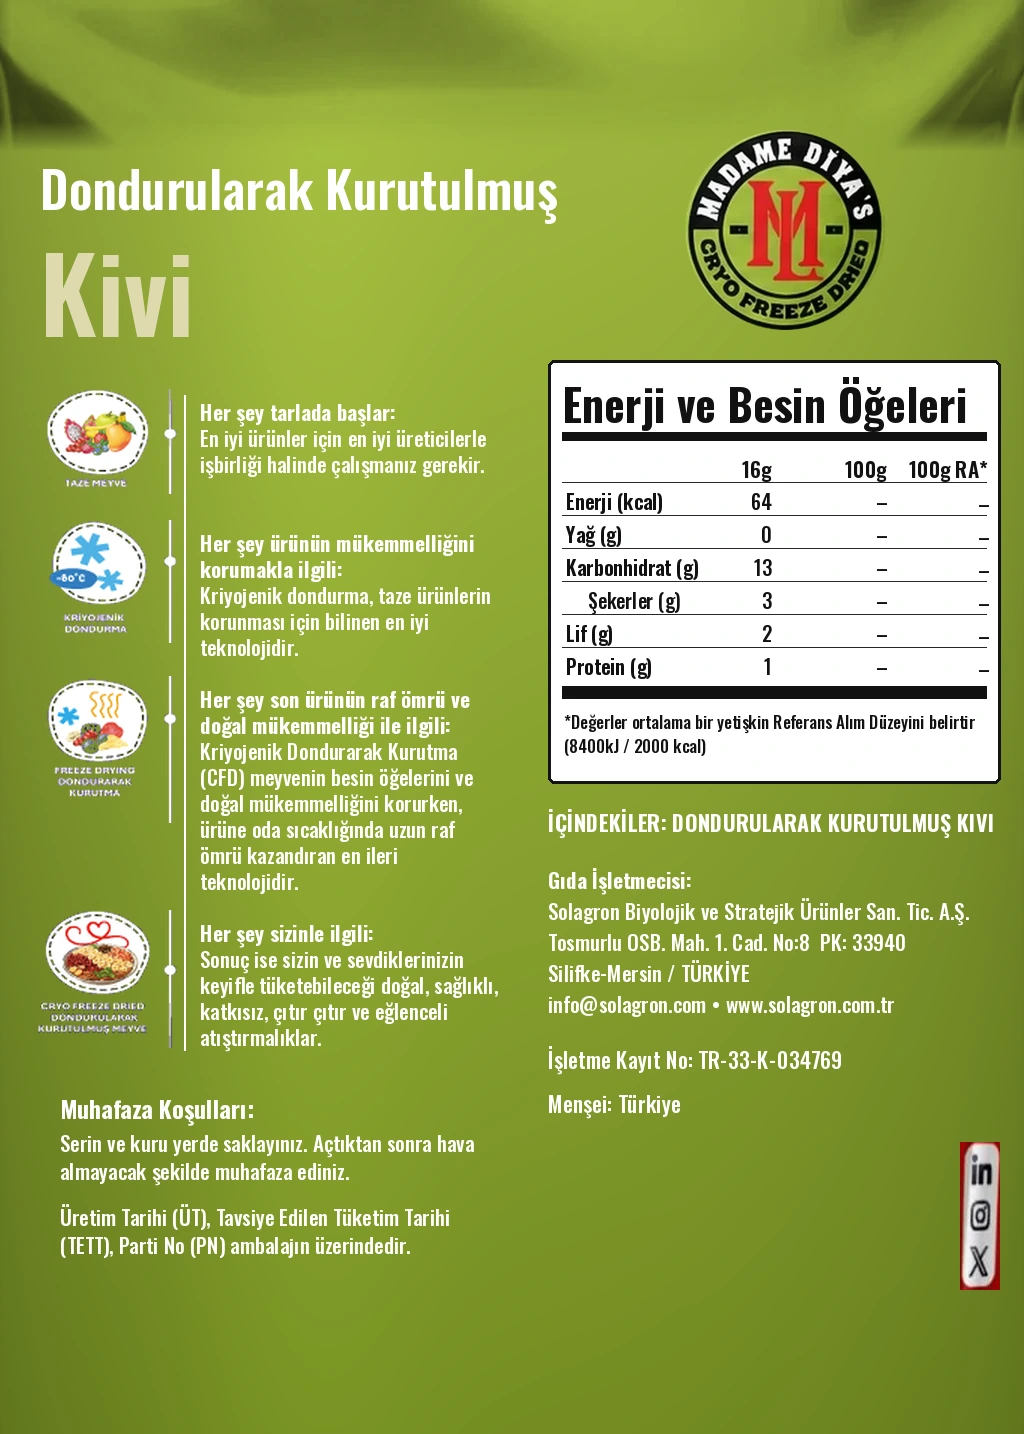 MADAME DİYA'S
ML
CRYO FREEZE DRIED
Dondurularak Kurutulmuş
Kivi
TAZE MEYVE
Her şey tarlada başlar:
En iyi ürünler için en iyi üreticilerle
işbirliği halinde çalışmanız gerekir.
-80°C
KRİYOJENİK
DONDURMA
Her şey ürünün mükemmelliğini
korumakla ilgili:
Kriyojenik dondurma, taze ürünlerin
korunması için bilinen en iyi
teknolojidir.
FREEZE DRYING
DONDURARAK
KURUTMA
Her şey son ürünün raf ömrü ve
doğal mükemmelliği ile ilgili:
Kriyojenik Dondurarak Kurutma
(CFD) meyvenin besin öğelerini ve
doğal mükemmelliğini korurken,
ürüne oda sıcaklığında uzun raf
ömrü kazandıran en ileri
teknolojidir.
CRYO FREEZE DRIED
DONDURULARAK
KURUTULMUŞ MEYVE
Her şey sizinle ilgili:
Sonuç ise sizin ve sevdiklerinizin
keyifle tüketebileceği doğal, sağlıklı,
katkısız, çıtır çıtır ve eğlenceli
atıştırmalıklar.
Muhafaza Koşulları:
Serin ve kuru yerde saklayınız. Açtıktan sonra hava
almayacak şekilde muhafaza ediniz.
Üretim Tarihi (ÜT), Tavsiye Edilen Tüketim Tarihi
(TETT), Parti No (PN) ambalajın üzerindedir.
Enerji ve Besin Öğeleri
16g 100g 100g RA*
Enerji (kcal) 64 – –
Yağ (g) 0 – –
Karbonhidrat (g) 13 – –
Şekerler (g) 3 – –
Lif (g) 2 – –
Protein (g) 1 – –
*Değerler ortalama bir yetişkin Referans Alım Düzeyini belirtir
(8400kJ / 2000 kcal)
İÇİNDEKİLER: DONDURULARAK KURUTULMUŞ KIVI
Gıda İşletmecisi:
Solagron Biyolojik ve Stratejik Ürünler San. Tic. A.Ş.
Tosmurlu OSB. Mah. 1. Cad. No:8 PK: 33940
Silifke-Mersin / TÜRKİYE
info@solagron.com • www.solagron.com.tr
İşletme Kayıt No: TR-33-K-034769
Menşei: Türkiye
in
X